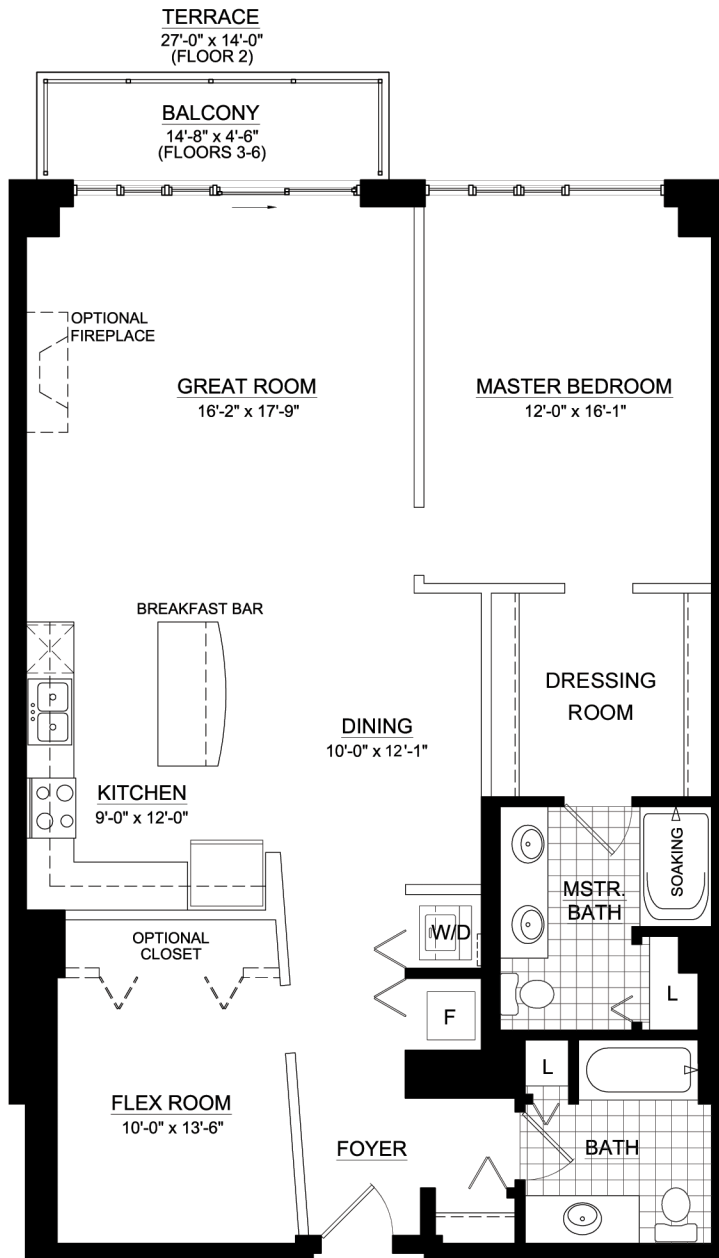 TERRACE
27'-0" x 14'-0"
(FLOOR 2)
BALCONY
14'-8" x 4'-6"
(FLOORS 3-6)
OPTIONAL
FIREPLACE
GREAT ROOM
16'-2" x 17'-9"
MASTER BEDROOM
12'-0" x 16'-1"
BREAKFAST BAR
DRESSING
ROOM
DINING
10'-0" x 12'-1"
KITCHEN
9'-0" x 12'-0"
SOAKING
MSTR.
BATH
W/D
OPTIONAL
CLOSET
L
F
L
FLEX ROOM
10'-0" x 13'-6"
FOYER
BATH